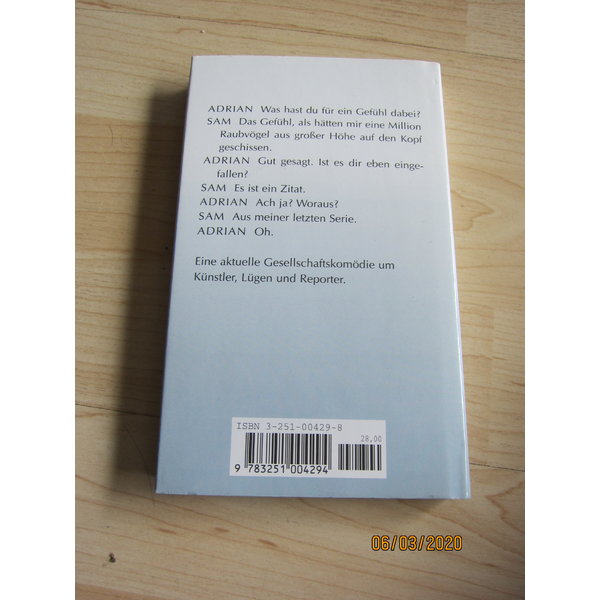 ADRIAN Was hast du für ein Gefühl dabei?
SAM Das Gefühl, als hätten mir eine Million
Raubvögel aus großer Höhe auf den Kopf
geschissen.
ADRIAN Gut gesagt. Ist es dir eben einge-
fallen?
SAM Es ist ein Zitat.
ADRIAN Ach ja? Woraus?
SAM Aus meiner letzten Serie.
ADRIAN Oh.
Eine aktuelle Gesellschaftskomödie um
Künstler, Lügen und Reporter.
ISBN 3-251-00429-8
28,00
9 783251 004294
06/03/2020